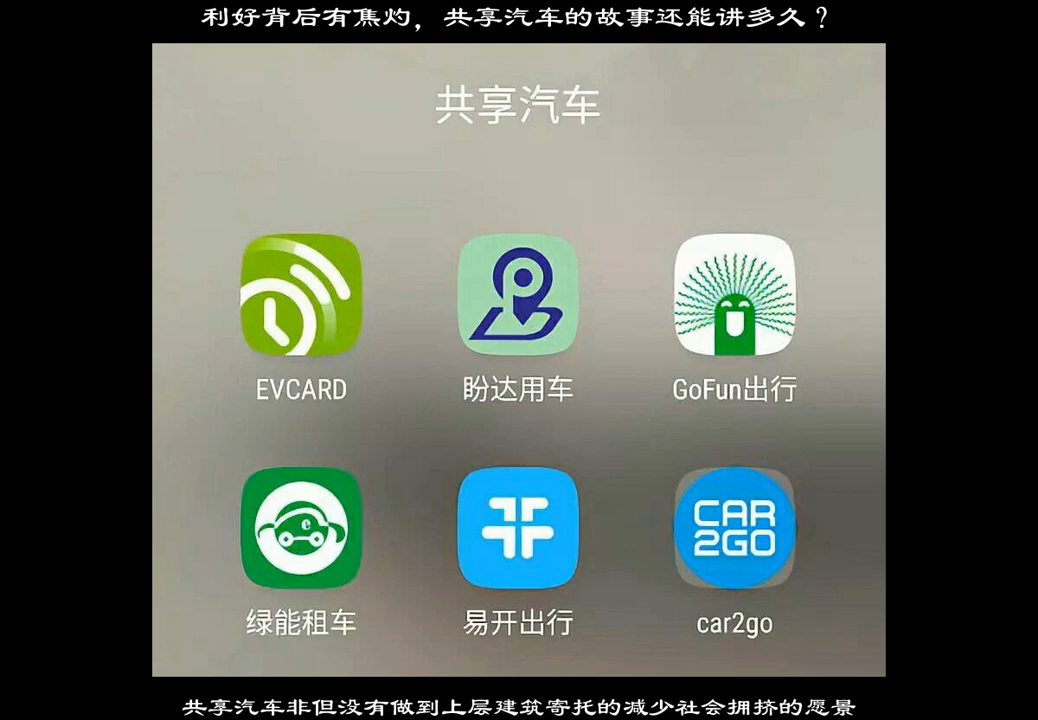 利好背后有焦灼，共享汽车的故事还能讲多久？
共享汽车
EVCARD
盼达用车
GoFun出行
CAR
2GO
绿能租车
易开出行
car2go
共享汽车非但没有做到上层建筑寄托的减少社会拥挤的愿景